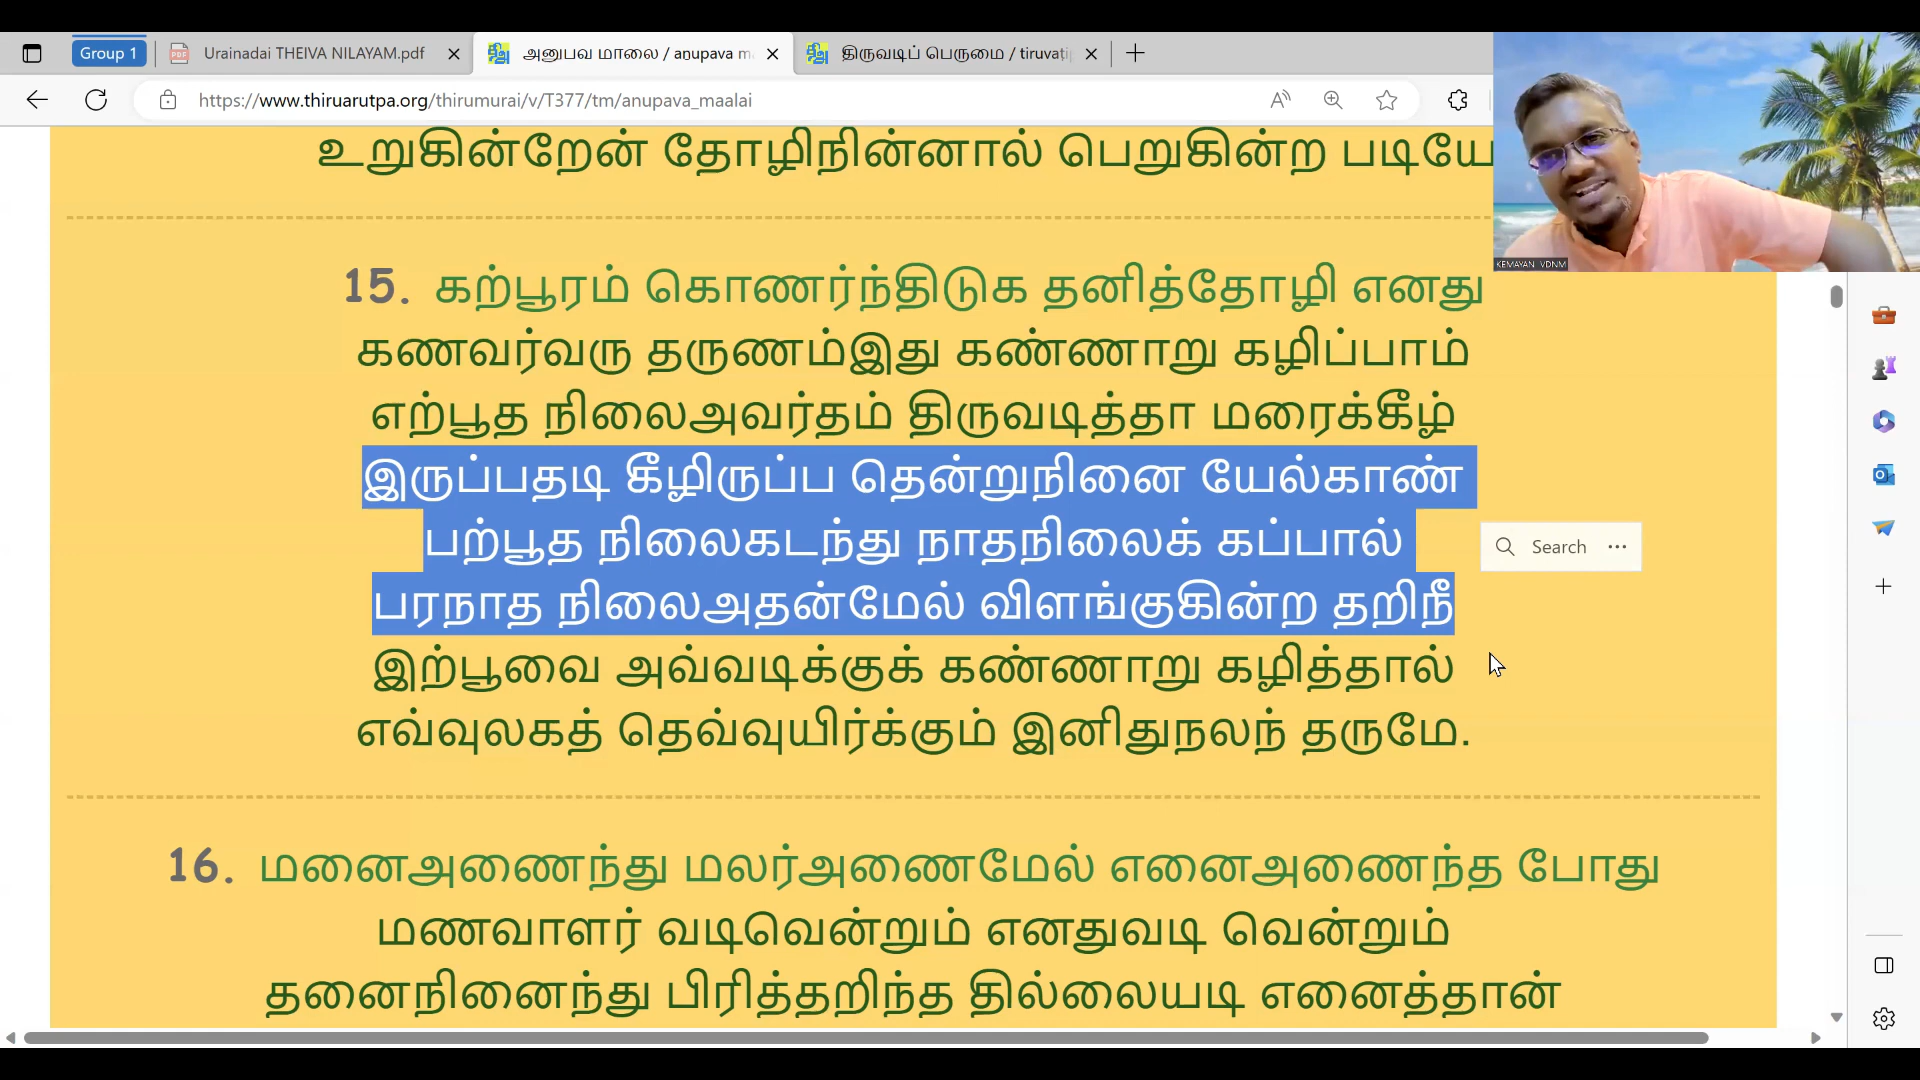 Group 1
Urainadai THEIVA NILAYAM.pdf
அனுபவ மாலை / anupava m
திருவடிப் பெருமை / tiruvaṭi
https://www.thiruarutpa.org/thirumurai/v/T377/tm/anupava_maalai
உறுகின்றேன் தோழிநின்னால் பெறுகின்ற படியே
KEMAYAN VDNM
15. கற்பூரம் கொணர்ந்திடுக தனித்தோழி எனது
கணவர்வரு தருணம்இது கண்ணாறு கழிப்பாம்
எற்பூத நிலைஅவர்தம் திருவடித்தா மரைக்கீழ்
இருப்பதடி கீழிருப்ப தென்றுநினை யேல்காண்
பற்பூத நிலைகடந்து நாதநிலைக் கப்பால்
Search
பரநாத நிலைஅதன்மேல் விளங்குகின்ற தறிநீ
இற்பூவை அவ்வடிக்குக் கண்ணாறு கழித்தால்
எவ்வுலகத் தெவ்வுயிர்க்கும் இனிதுநலந் தருமே.
16. மனைஅணைந்து மலர்அணைமேல் எனைஅணைந்த போது
மணவாளர் வடிவென்றும் எனதுவடி வென்றும்
தனைநினைந்து பிரித்தறிந்த தில்லையடி எனைத்தான்